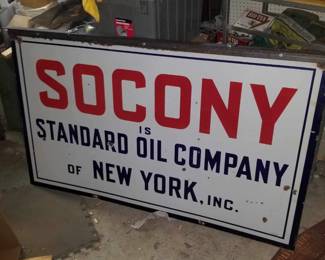 SOCONY
IS
STANDARD OIL COMPANY
OF NEW YORK, INC.